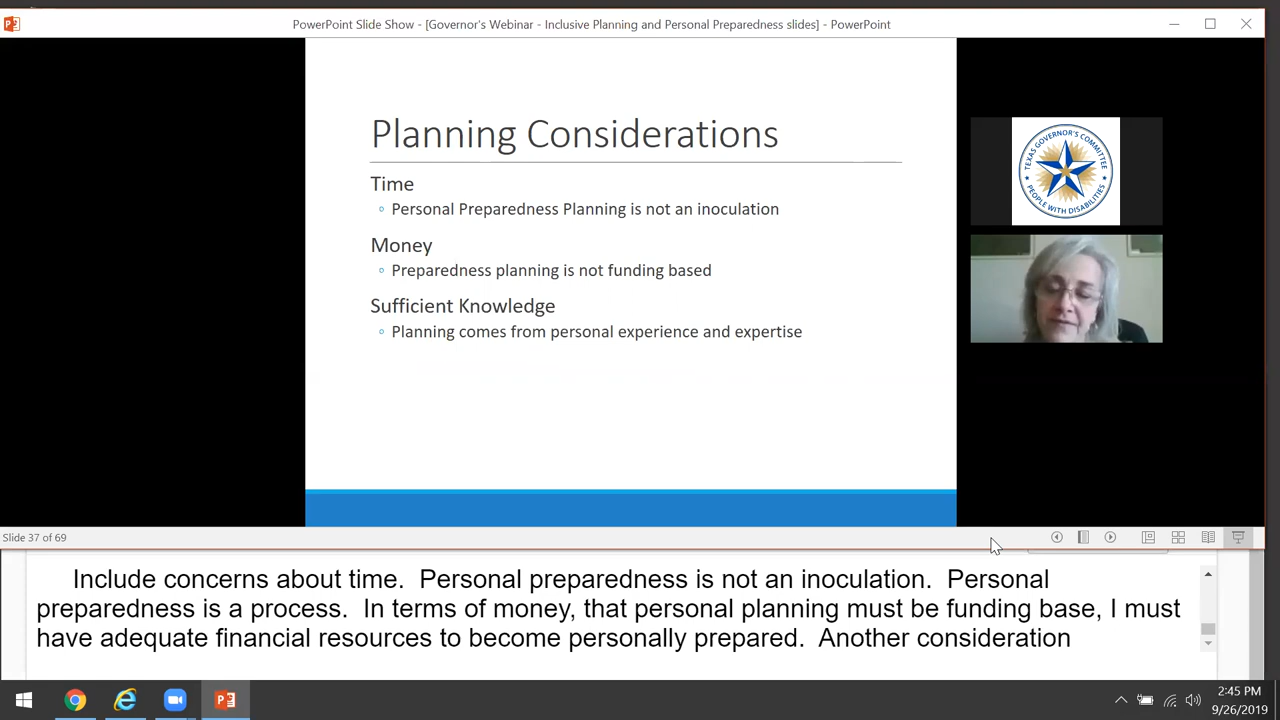 PowerPoint Slide Show - [Governor's Webinar - Inclusive Planning and Personal Preparedness slides] - PowerPoint
Planning Considerations
Time
Personal Preparedness Planning is not an inoculation
Money
Preparedness planning is not funding based
Sufficient Knowledge
Planning comes from personal experience and expertise
TEXAS GOVERNOR'S COMMITTEE
PEOPLE WITH DISABILITIES
Slide 37 of 69
Include concerns about time.  Personal preparedness is not an inoculation.  Personal
preparedness is a process.  In terms of money, that personal planning must be funding base, I must
have adequate financial resources to become personally prepared.  Another consideration
2:45 PM
9/26/2019